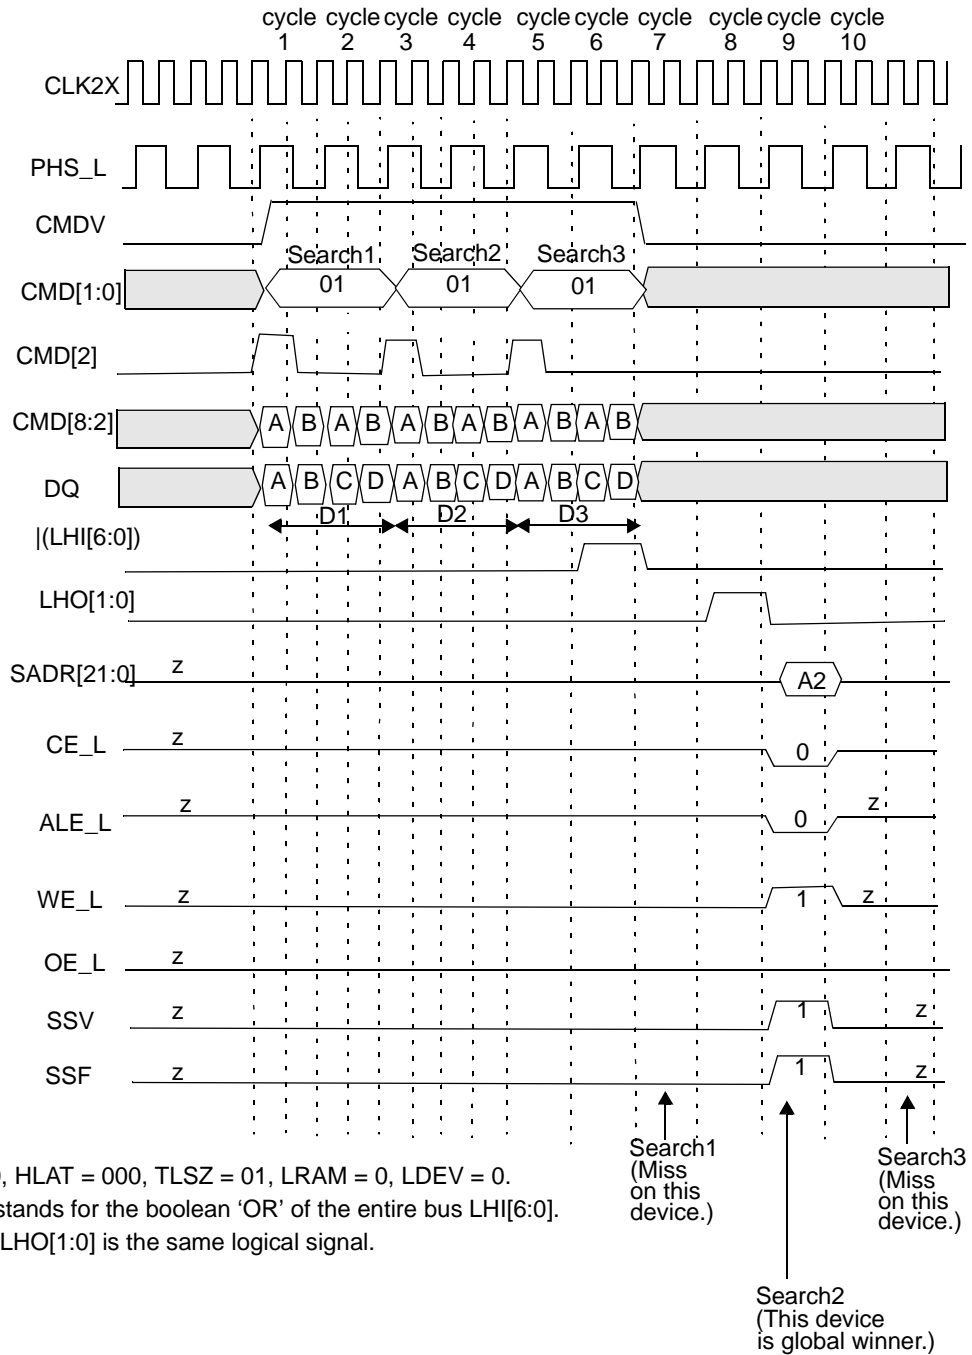 cycle cycle cycle cycle cycle cycle cycle cycle cycle cycle
1 2 3 4 5 6 7 8 9 10
CLK2X
PHS_L
CMDV
Search1 Search2 Search3
CMD[1:0] 01 01 01
CMD[2]
CMD[8:2] A B A B A B A B A B A B
DQ A B C D A B C D A B C D
D1 D2 D3
|(LHI[6:0])
LHO[1:0]
SADR[21:0] z A2
CE_L z 0
ALE_L z 0 z
WE_L z 1 z
OE_L z
SSV z 1 z
SSF z 1 z
Search1
(Miss
on this
device.)
Search3
(Miss
on this
device.)
, HLAT = 000, TLSZ = 01, LRAM = 0, LDEV = 0.
stands for the boolean ‘OR’ of the entire bus LHI[6:0].
LHO[1:0] is the same logical signal.
Search2
(This device
is global winner.)